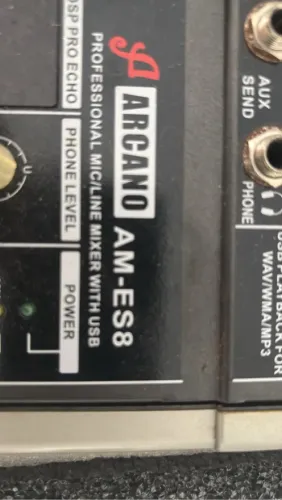 ARCANO AM-ES8
PROFESSIONAL MIC/LINE MIXER WITH USB
DSP PRO ECHO
PHONE LEVEL
POWER
AUX
SEND
PHONE
USB PLAYBACK FOR
WAV/WMA/MP3